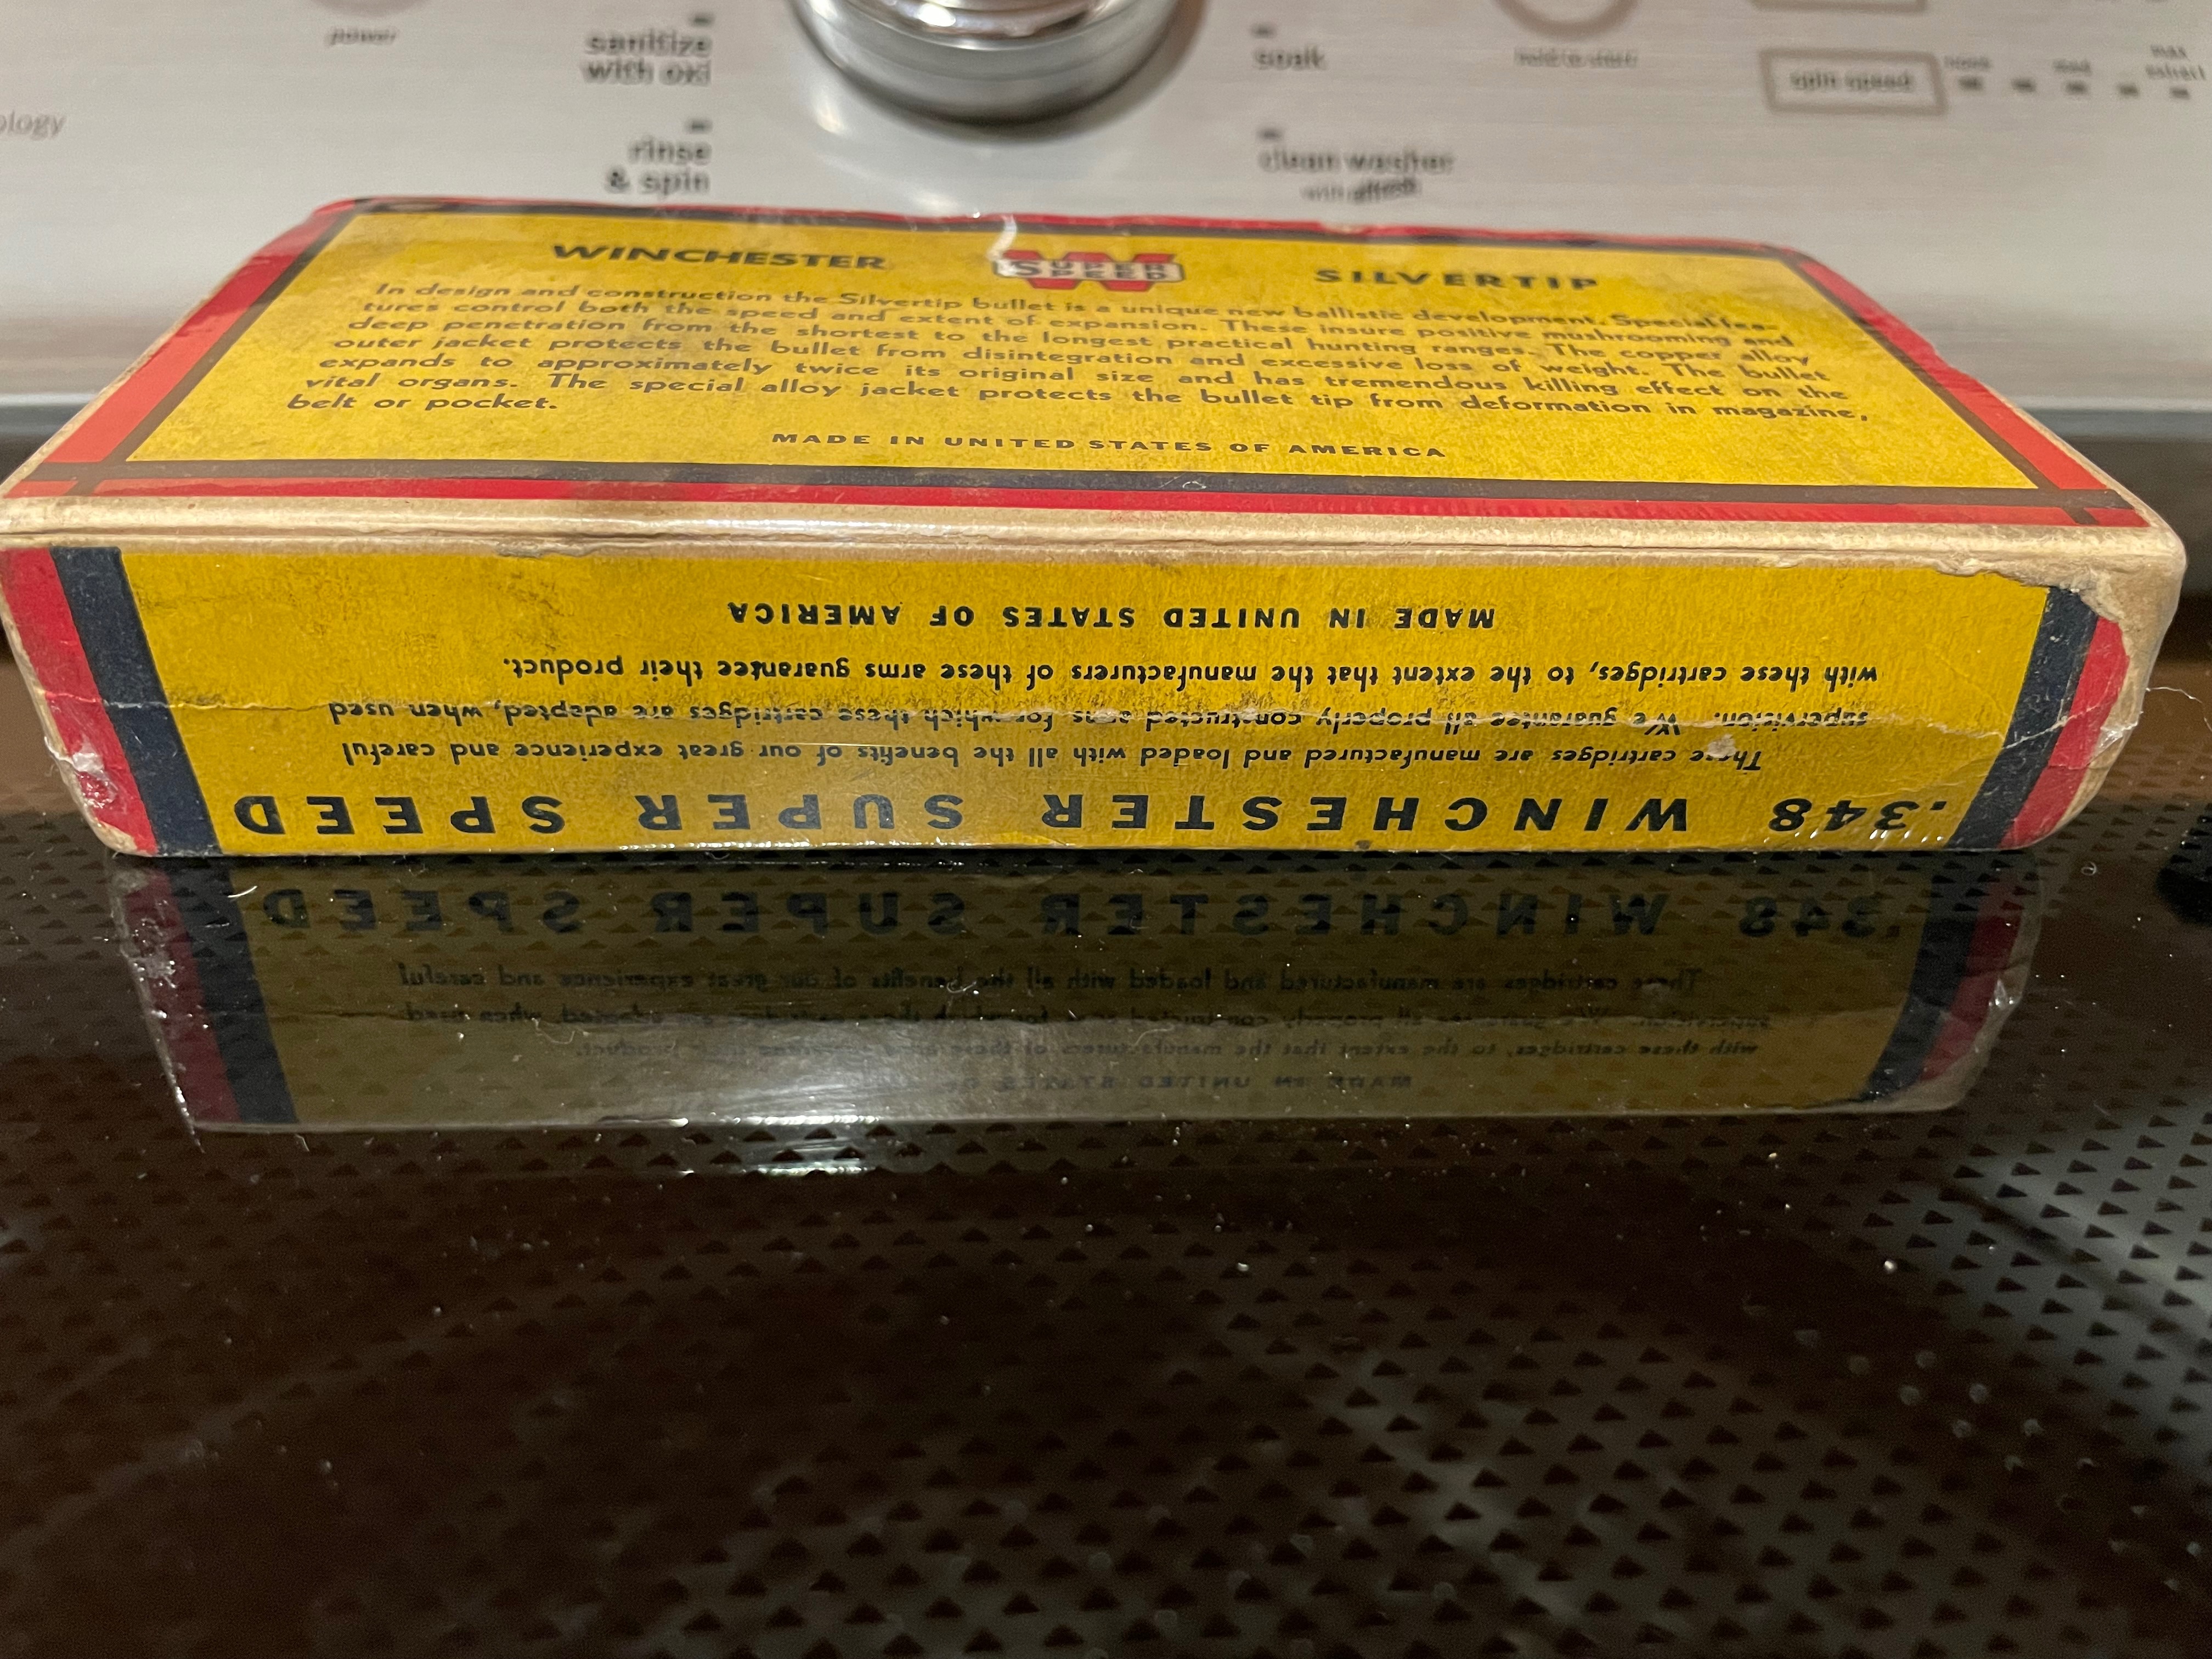 power
sanitize
with oxi
rinse
& spin
ology
soak
hold to start
clean washer
with affresh
spin speed
max
extract
WINCHESTER
SUPER
SPEED
SILVERTIP
In design and construction the Silvertip bullet is a unique new ballistic development. Special fea-
tures control both the speed and extent of expansion. These insure positive mushrooming and
deep penetration from the shortest to the longest practical hunting ranges. The copper alloy
outer jacket protects the bullet from disintegration and excessive loss of weight. The bullet
expands to approximately twice its original size and has tremendous killing effect on the
vital organs. The special alloy jacket protects the bullet tip from deformation in magazine,
belt or pocket.
MADE IN UNITED STATES OF AMERICA
.348 WINCHESTER SUPER SPEED
These cartridges are manufactured and loaded with all the benefits of our great experience and careful
supervision. We guarantee all properly constructed arms for which these cartridges are adapted, when used
with these cartridges, to the extent that the manufacturers of these arms guarantee their product.
MADE IN UNITED STATES OF AMERICA